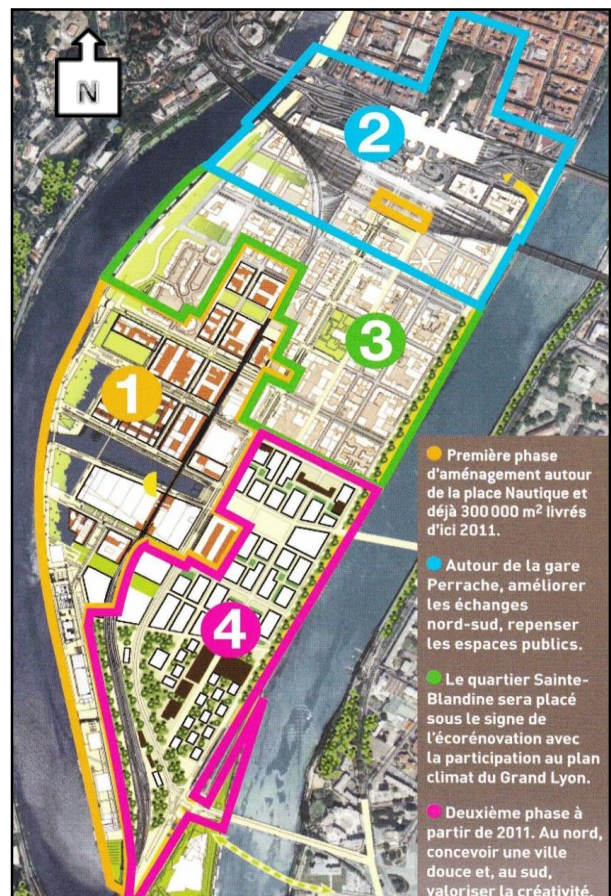 N
2
3
1
4
Première phase
d'aménagement autour
de la place Nautique et
déjà 300 000 m² livrés
d'ici 2011.
Autour de la gare
Perrache, améliorer
les échanges
nord-sud, repenser
les espaces publics.
Le quartier Sainte-
Blandine sera placé
sous le signe de
l'écorénovation avec
la participation au plan
climat du Grand Lyon.
Deuxième phase à
partir de 2011. Au nord,
concevoir une ville
douce et, au sud,
valoriser la créativité.